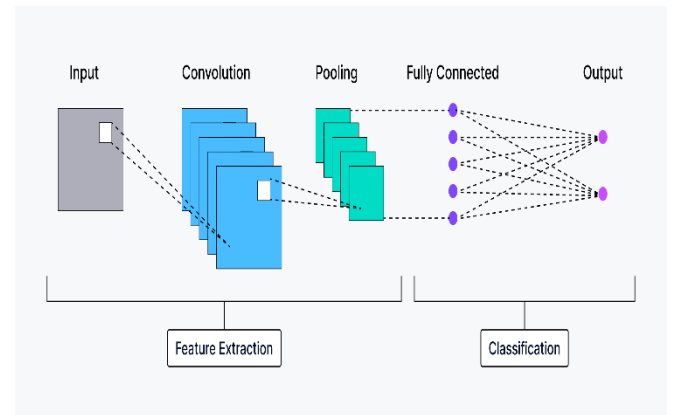 Input
Convolution
Pooling
Fully Connected
Output
Feature Extraction
Classification